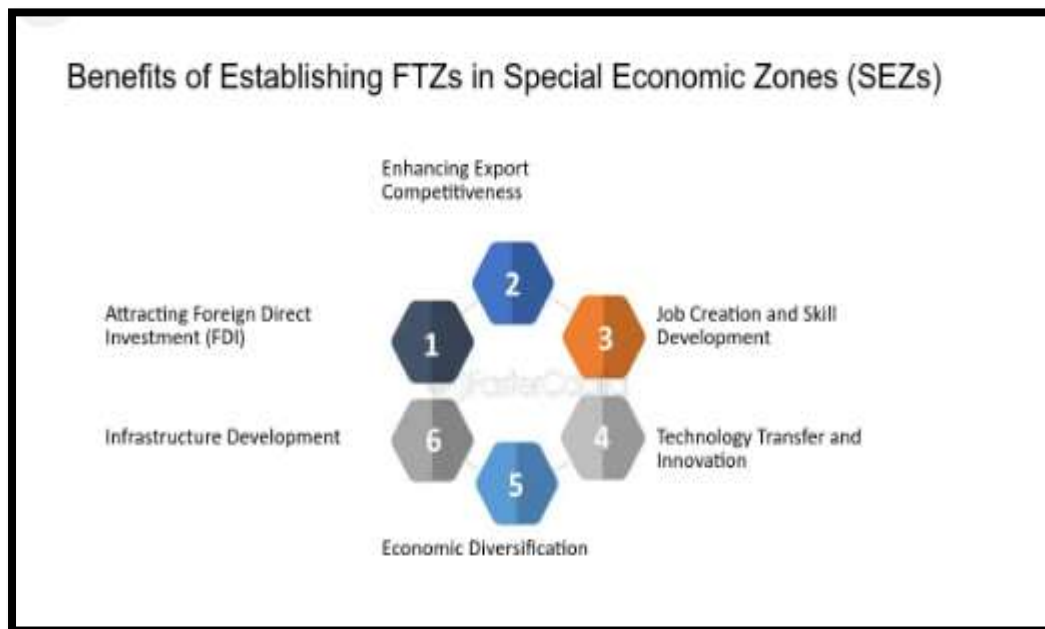 Benefits of Establishing FTZs in Special Economic Zones (SEZs)
Enhancing Export
Competitiveness
2
Attracting Foreign Direct
Investment (FDI)
1
3
Job Creation and Skill
Development
Infrastructure Development
6
4
Technology Transfer and
Innovation
5
Economic Diversification